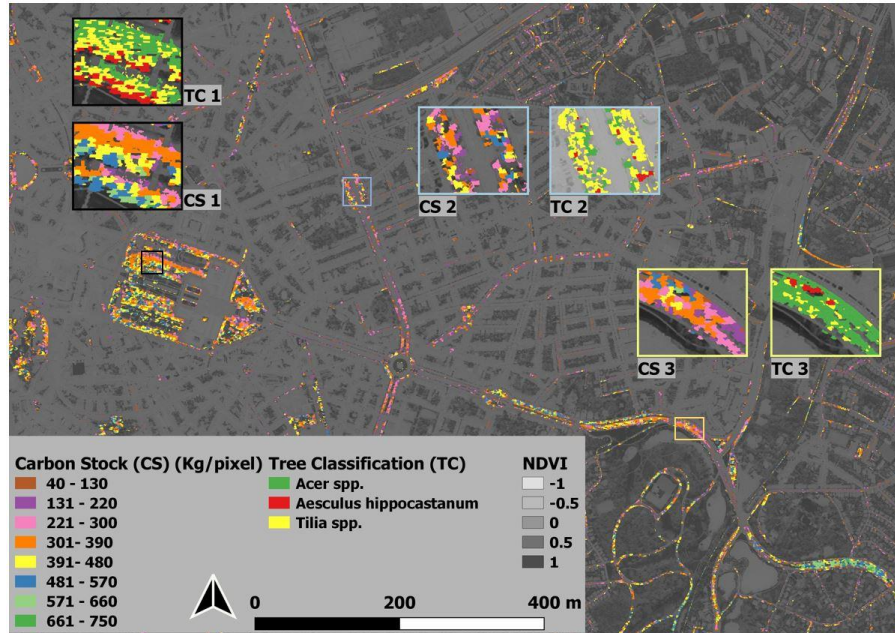 TC 1
CS 1
CS 2
TC 2
CS 3
TC 3
Carbon Stock (CS) (Kg/pixel)
40 - 130
131 - 220
221 - 300
301- 390
391- 480
481 - 570
571 - 660
661 - 750
Tree Classification (TC)
Acer spp.
Aesculus hippocastanum
Tilia spp.
NDVI
-1
-0.5
0
0.5
1
0 200 400 m